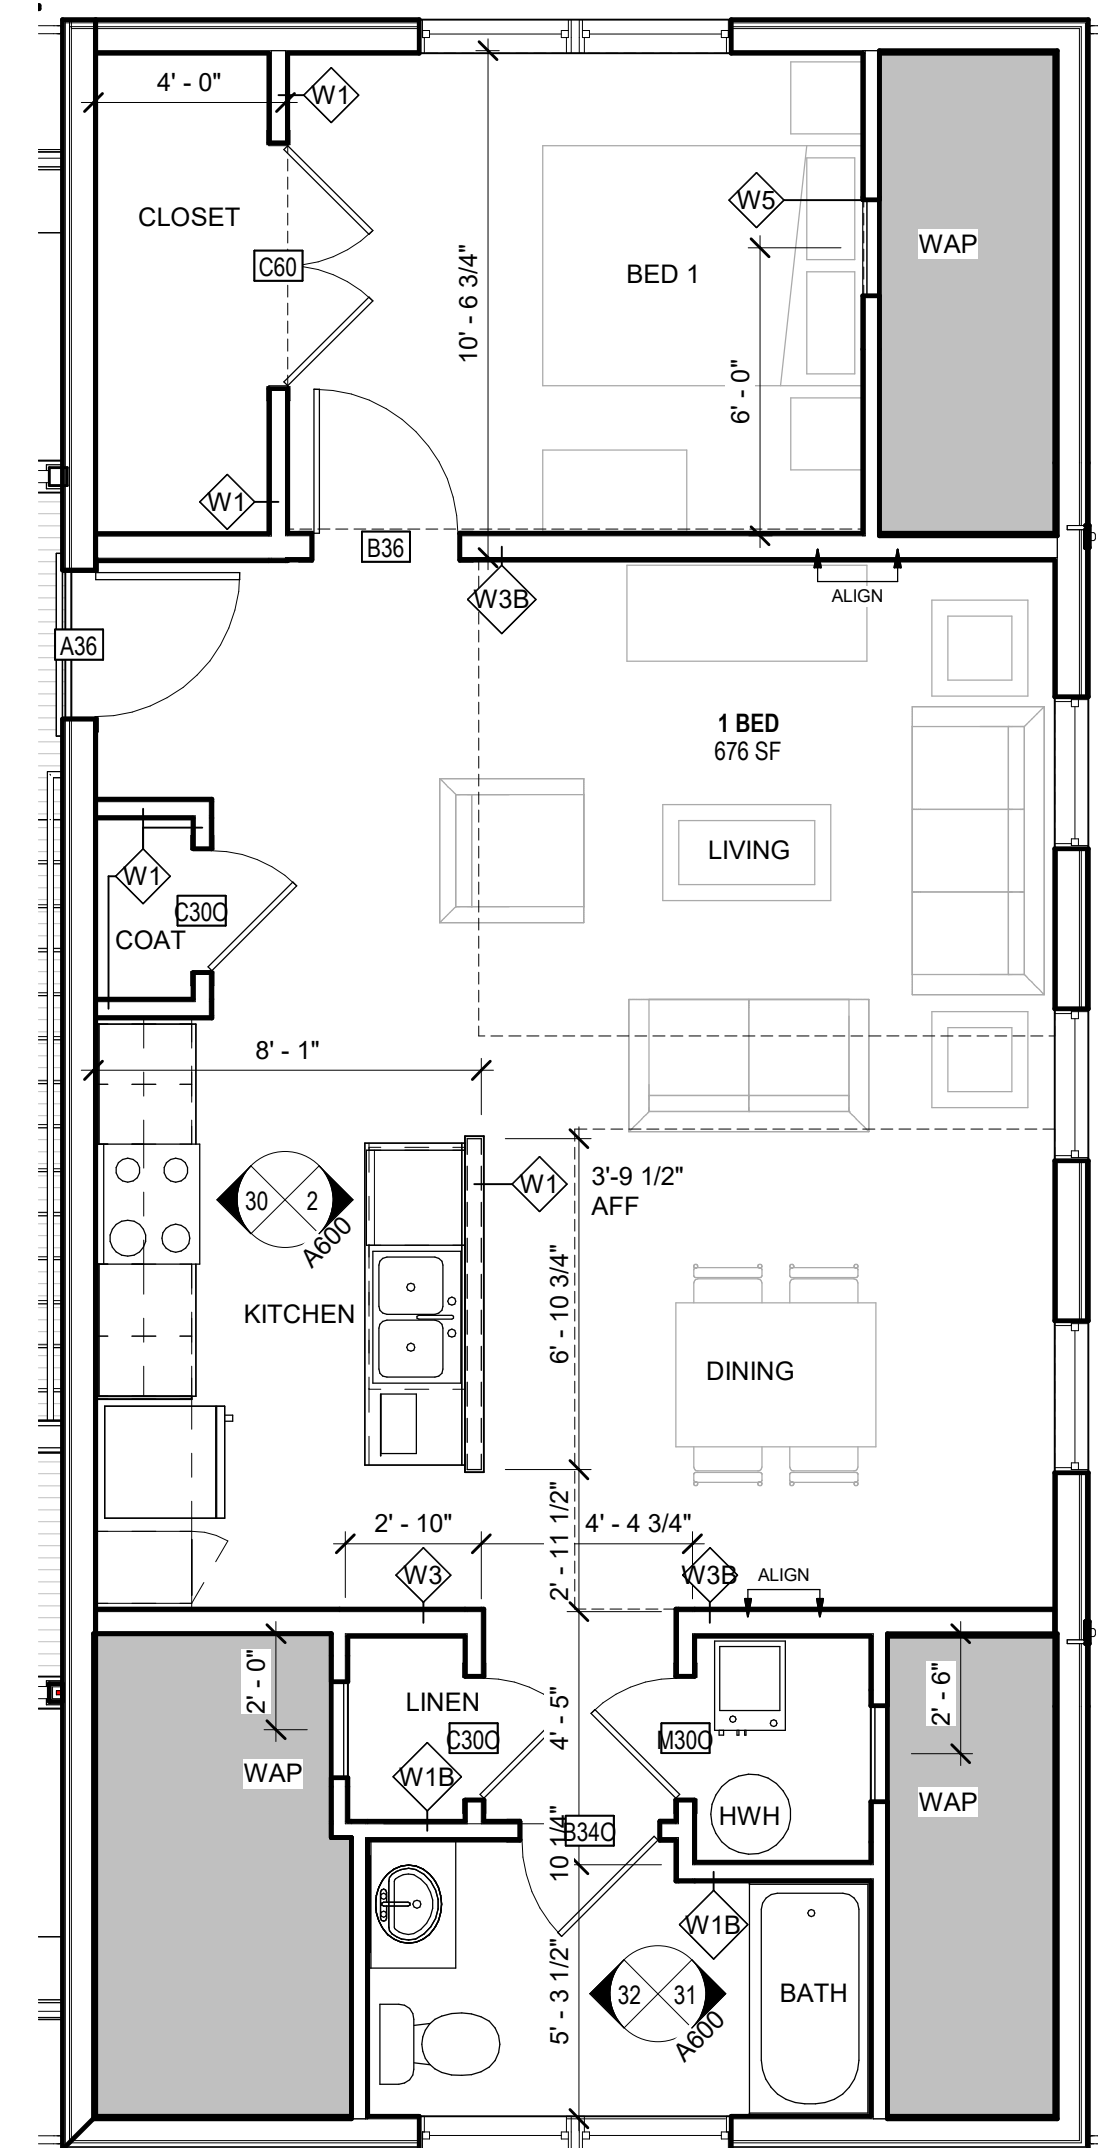 4' - 0"
W1
CLOSET
W5
WAP
C60
BED 1
10' - 6 3/4"
6' - 0"
W1
B36
W3B
ALIGN
A36
1 BED
676 SF
LIVING
W1
C30O
COAT
8' - 1"
3'-9 1/2"
AFF
W1
30
2
A600
6' - 10 3/4"
KITCHEN
DINING
2' - 10"
4' - 4 3/4"
2' - 11 1/2"
W3
W3B
ALIGN
2' - 0"
LINEN
C30O
4' - 5"
M30O
2' - 6"
WAP
W1B
HWH
WAP
B34O
10 1/4"
W1B
5' - 3 1/2"
32
31
A600
BATH